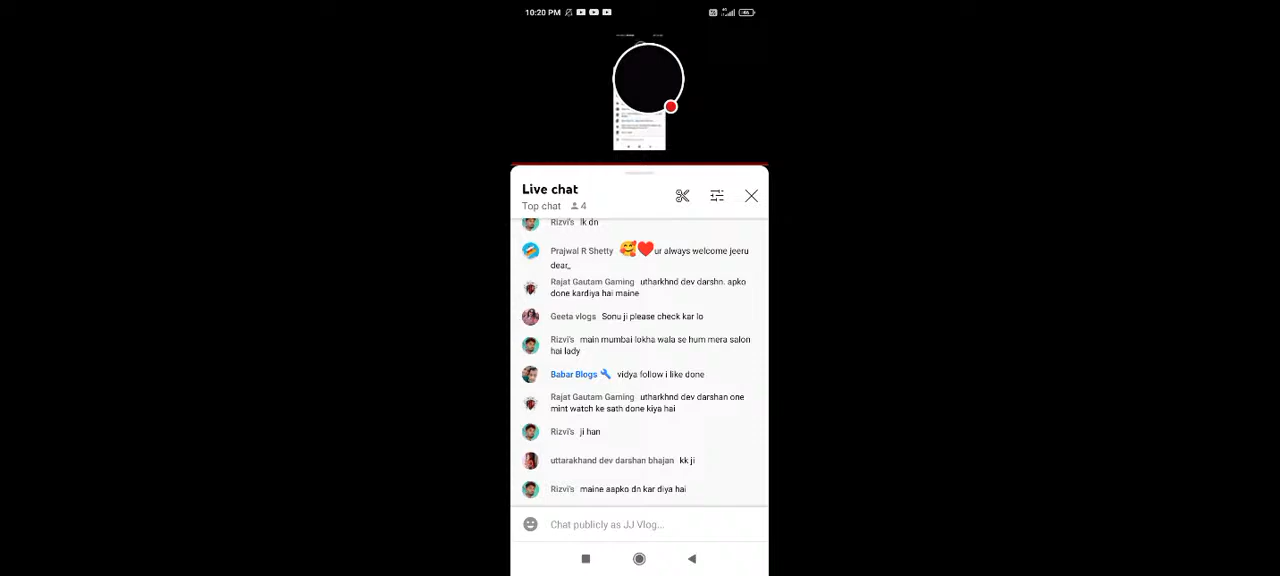 10:20 PM
Live chat
Top chat 4
Rizvi's lk dn
Prajwal R Shetty 🥰❤️ur always welcome jeeru
dear_
Rajat Gautam Gaming utharkhnd dev darshn. apko
done kardiya hai maine
Geeta vlogs Sonu ji please check kar lo
Rizvi's main mumbai lokha wala se hum mera salon
hai lady
Babar Blogs 🔧 vidya follow i like done
Rajat Gautam Gaming utharkhnd dev darshan one
mint watch ke sath done kiya hai
Rizvi's ji han
uttarakhand dev darshan bhajan kk ji
Rizvi's maine aapko dn kar diya hai
Chat publicly as JJ Vlog...